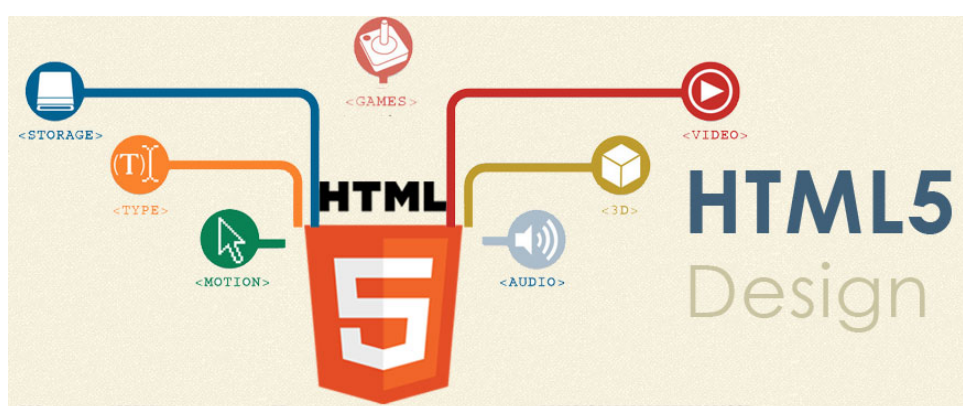 <GAMES>
<STORAGE>
<VIDEO>
(T)
<TYPE>
<3D>
HTML
HTML5
<MOTION>
<AUDIO>
5
Design